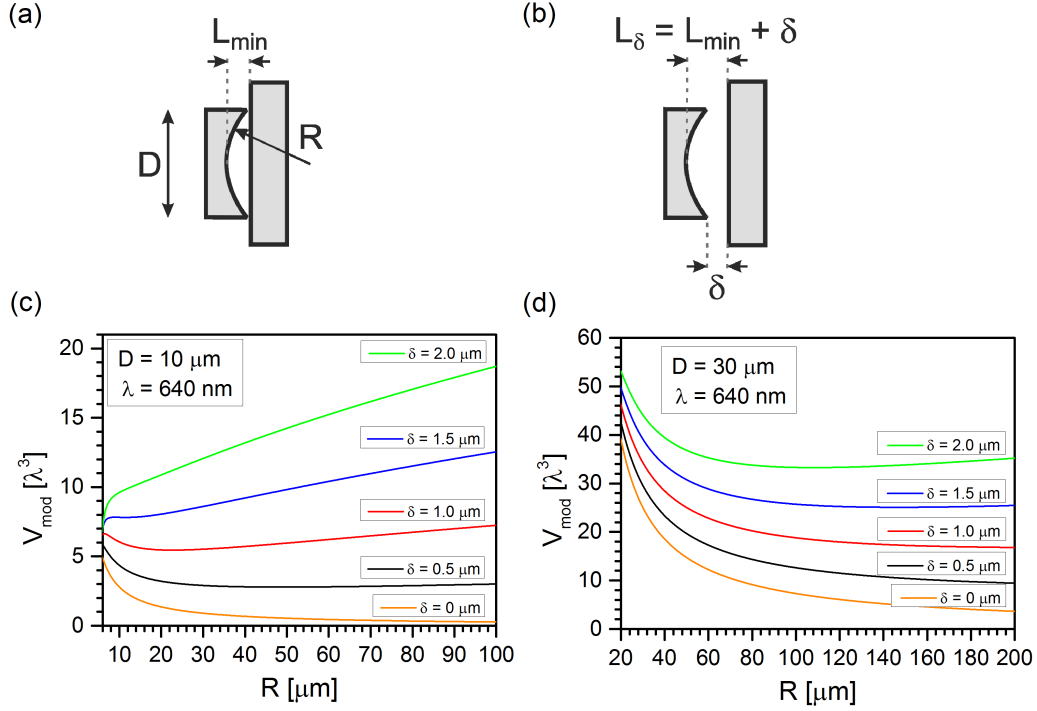 (a)
L_min
D
R
(b)
L_δ = L_min + δ
δ
(c)
D = 10 μm
λ = 640 nm
δ = 2.0 μm
δ = 1.5 μm
δ = 1.0 μm
δ = 0.5 μm
δ = 0 μm
V_mod [λ³]
20
15
10
5
0
10 20 30 40 50 60 70 80 90 100
R [μm]
(d)
D = 30 μm
λ = 640 nm
δ = 2.0 μm
δ = 1.5 μm
δ = 1.0 μm
δ = 0.5 μm
δ = 0 μm
V_mod [λ³]
60
50
40
30
20
10
0
20 40 60 80 100 120 140 160 180 200
R [μm]